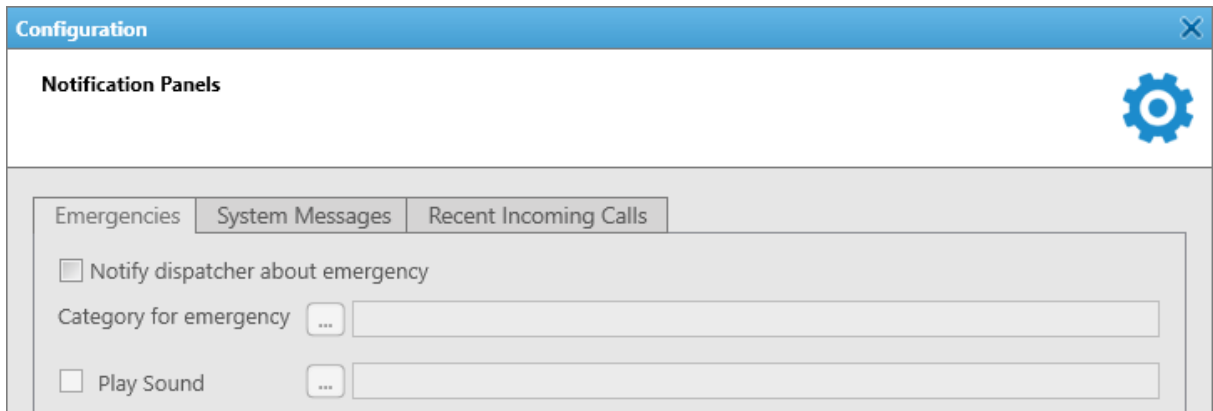 Configuration
Notification Panels
Emergencies System Messages Recent Incoming Calls
Notify dispatcher about emergency
Category for emergency ...
Play Sound ...